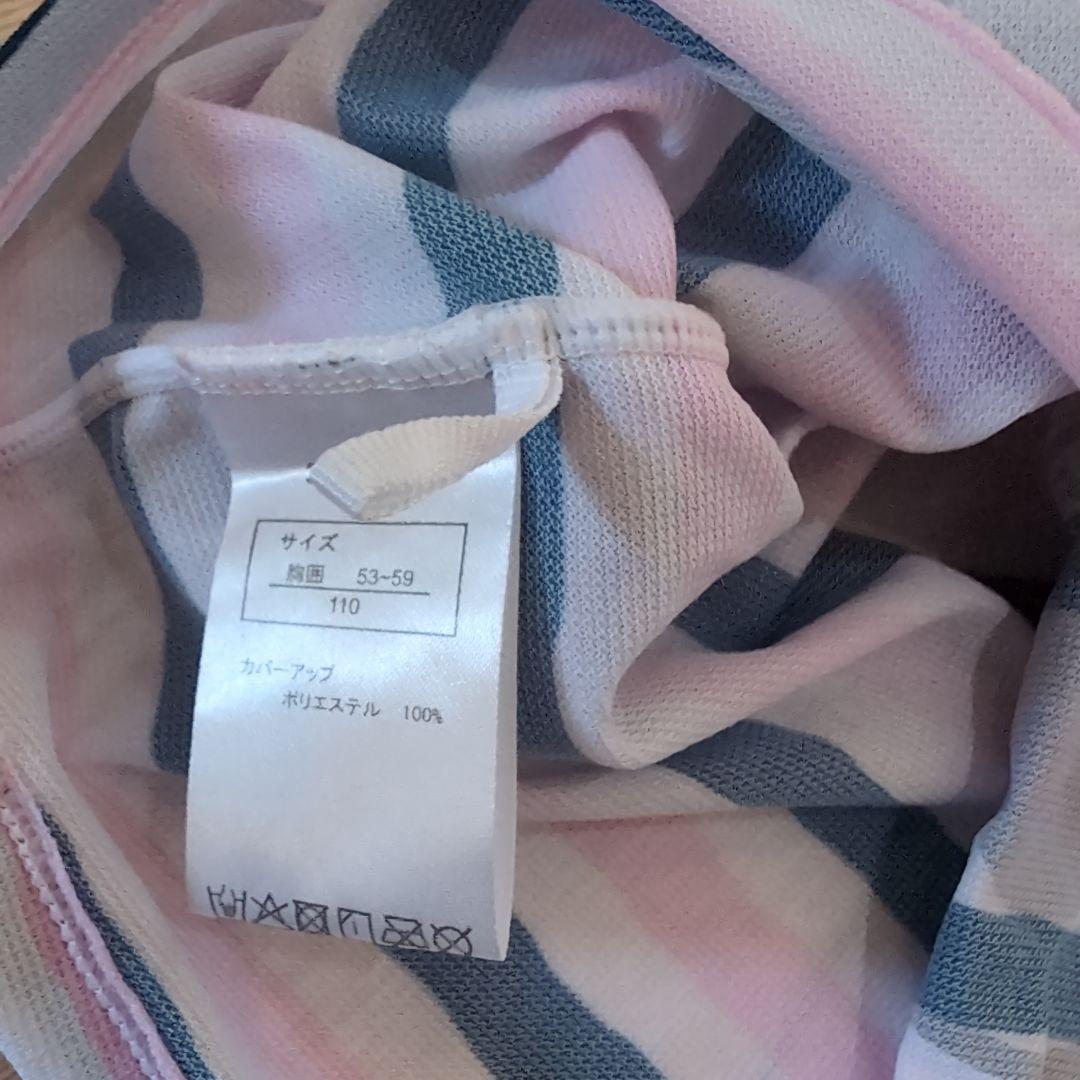 サイズ
胸囲 53~59
110
カバーアップ
ポリエステル 100%